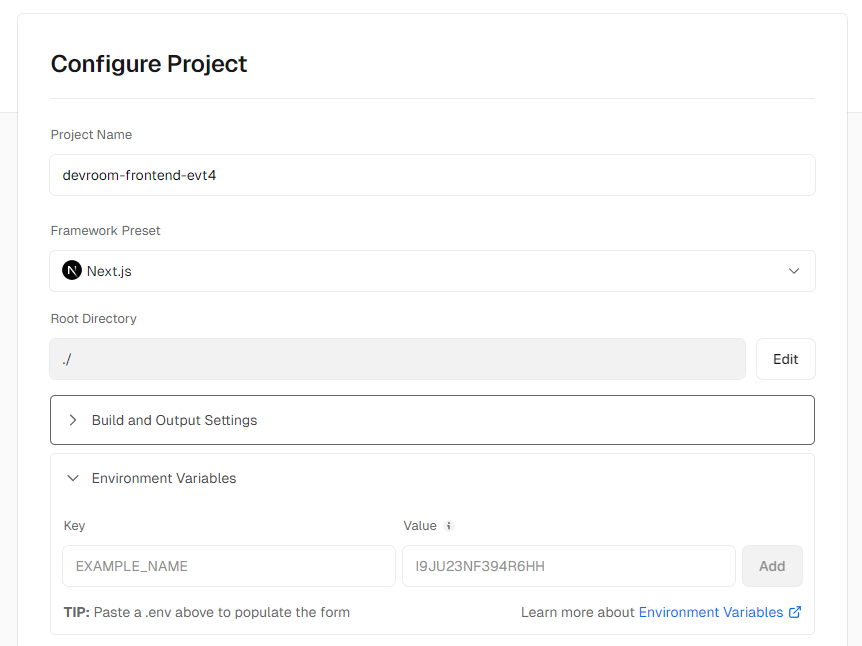 Configure Project
Project Name
devroom-frontend-evt4
Framework Preset
N Next.js
Root Directory
./
Edit
Build and Output Settings
Environment Variables
Key
Value i
EXAMPLE_NAME
I9JU23NF394R6HH
Add
TIP: Paste a .env above to populate the form
Learn more about Environment Variables